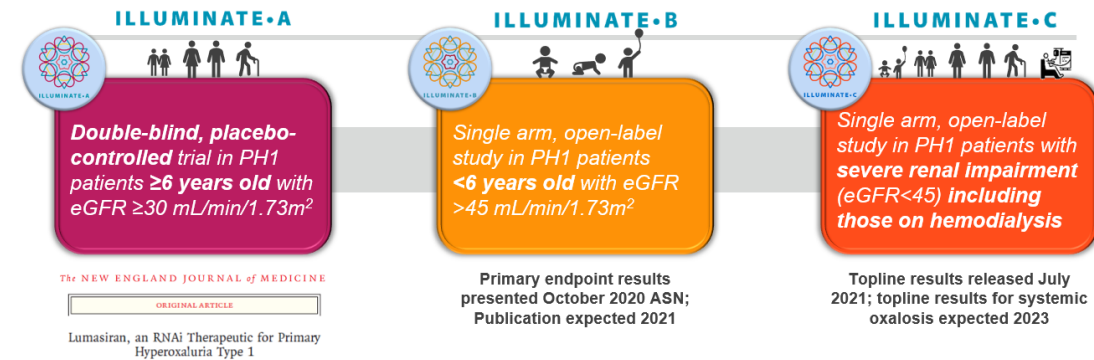 ILLUMINATE•A
ILLUMINATE•A
Double-blind, placebo-
controlled trial in PH1
patients ≥6 years old with
eGFR ≥30 mL/min/1.73m²
The NEW ENGLAND JOURNAL of MEDICINE
ORIGINAL ARTICLE
Lumasiran, an RNAi Therapeutic for Primary
Hyperoxaluria Type 1
ILLUMINATE•B
ILLUMINATE•B
Single arm, open-label
study in PH1 patients
<6 years old with eGFR
>45 mL/min/1.73m²
Primary endpoint results
presented October 2020 ASN;
Publication expected 2021
ILLUMINATE•C
ILLUMINATE•C
Single arm, open-label
study in PH1 patients with
severe renal impairment
(eGFR<45) including
those on hemodialysis
Topline results released July
2021; topline results for systemic
oxalosis expected 2023